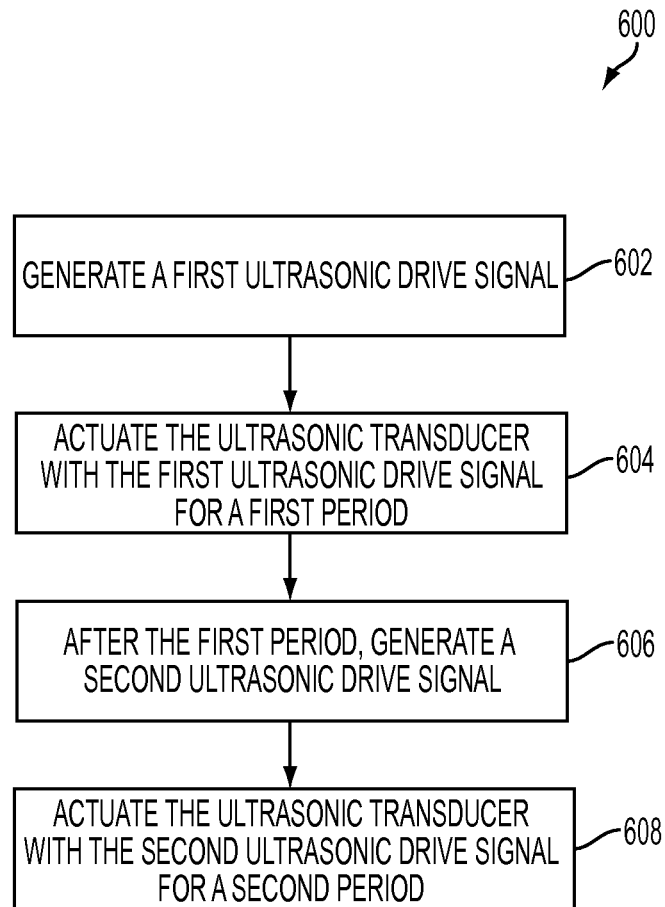 600
GENERATE A FIRST ULTRASONIC DRIVE SIGNAL
602
ACTUATE THE ULTRASONIC TRANSDUCER
WITH THE FIRST ULTRASONIC DRIVE SIGNAL
FOR A FIRST PERIOD
604
AFTER THE FIRST PERIOD, GENERATE A
SECOND ULTRASONIC DRIVE SIGNAL
606
ACTUATE THE ULTRASONIC TRANSDUCER
WITH THE SECOND ULTRASONIC DRIVE SIGNAL
FOR A SECOND PERIOD
608